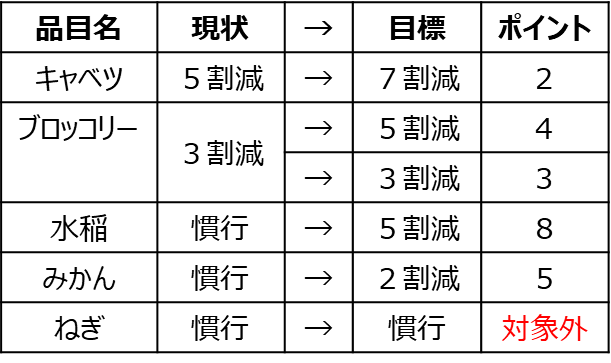 品目名 現状 → 目標 ポイント
キャベツ ５割減 → ７割減 2
ブロッコリー ３割減 → ５割減 4
→ ３割減 3
水稲 慣行 → ５割減 8
みかん 慣行 → ２割減 5
ねぎ 慣行 → 慣行 対象外